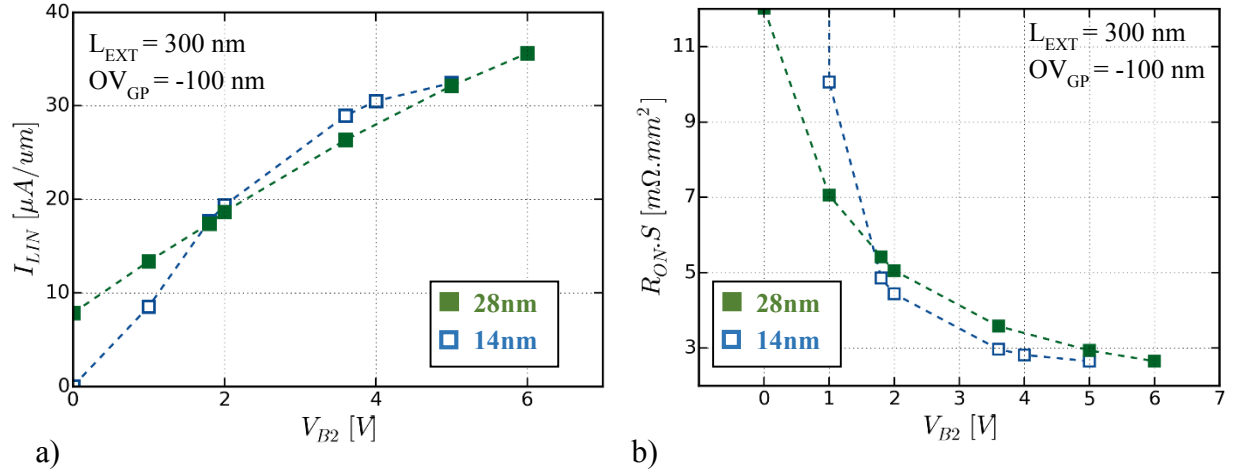 40
30
20
10
0
I_LIN [μA/um]
L_EXT = 300 nm
OV_GP = -100 nm
28nm
14nm
0 2 4 6
V_B2 [V]
a)
11
9
7
5
3
R_ON.S [mΩ.mm²]
L_EXT = 300 nm
OV_GP = -100 nm
28nm
14nm
0 1 2 3 4 5 6 7
V_B2 [V]
b)